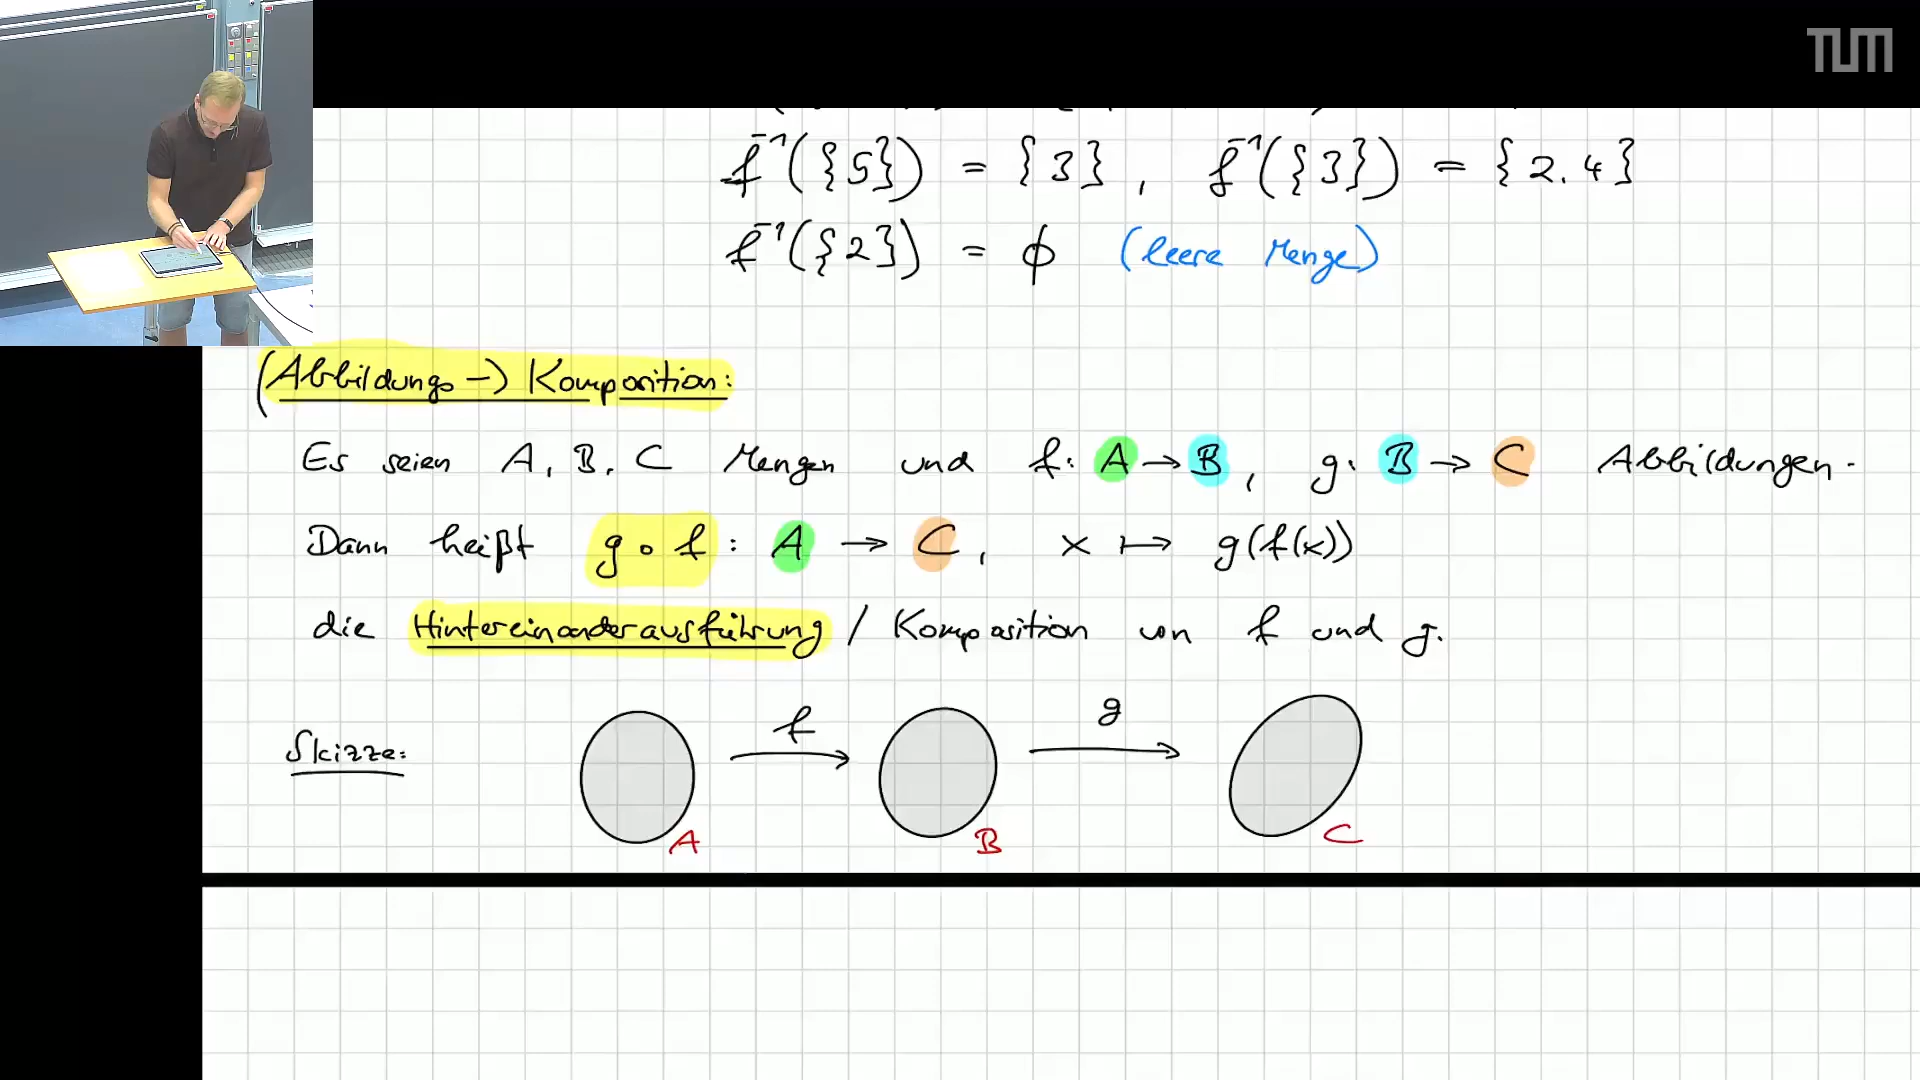 TUM
f⁻¹({5}) = {3}, f⁻¹({3}) = {2.4}
f⁻¹({2}) = ϕ (leere Menge)
(Abbildungs-) Komposition:
Es seien A, B, C Mengen und f: A → B, g: B → C Abbildungen.
Dann heißt g ∘ f : A → C, x ↦ g(f(x))
die Hintereinanderausführung / Komposition von f und g.
Skizze:
f
g
A
B
C